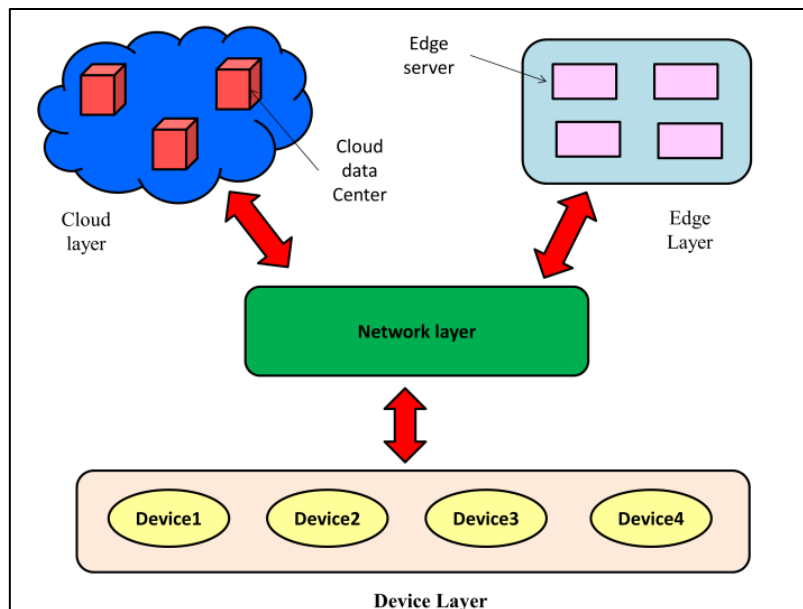 Edge
server
Cloud
data
Center
Cloud
layer
Edge
Layer
Network layer
Device1
Device2
Device3
Device4
Device Layer